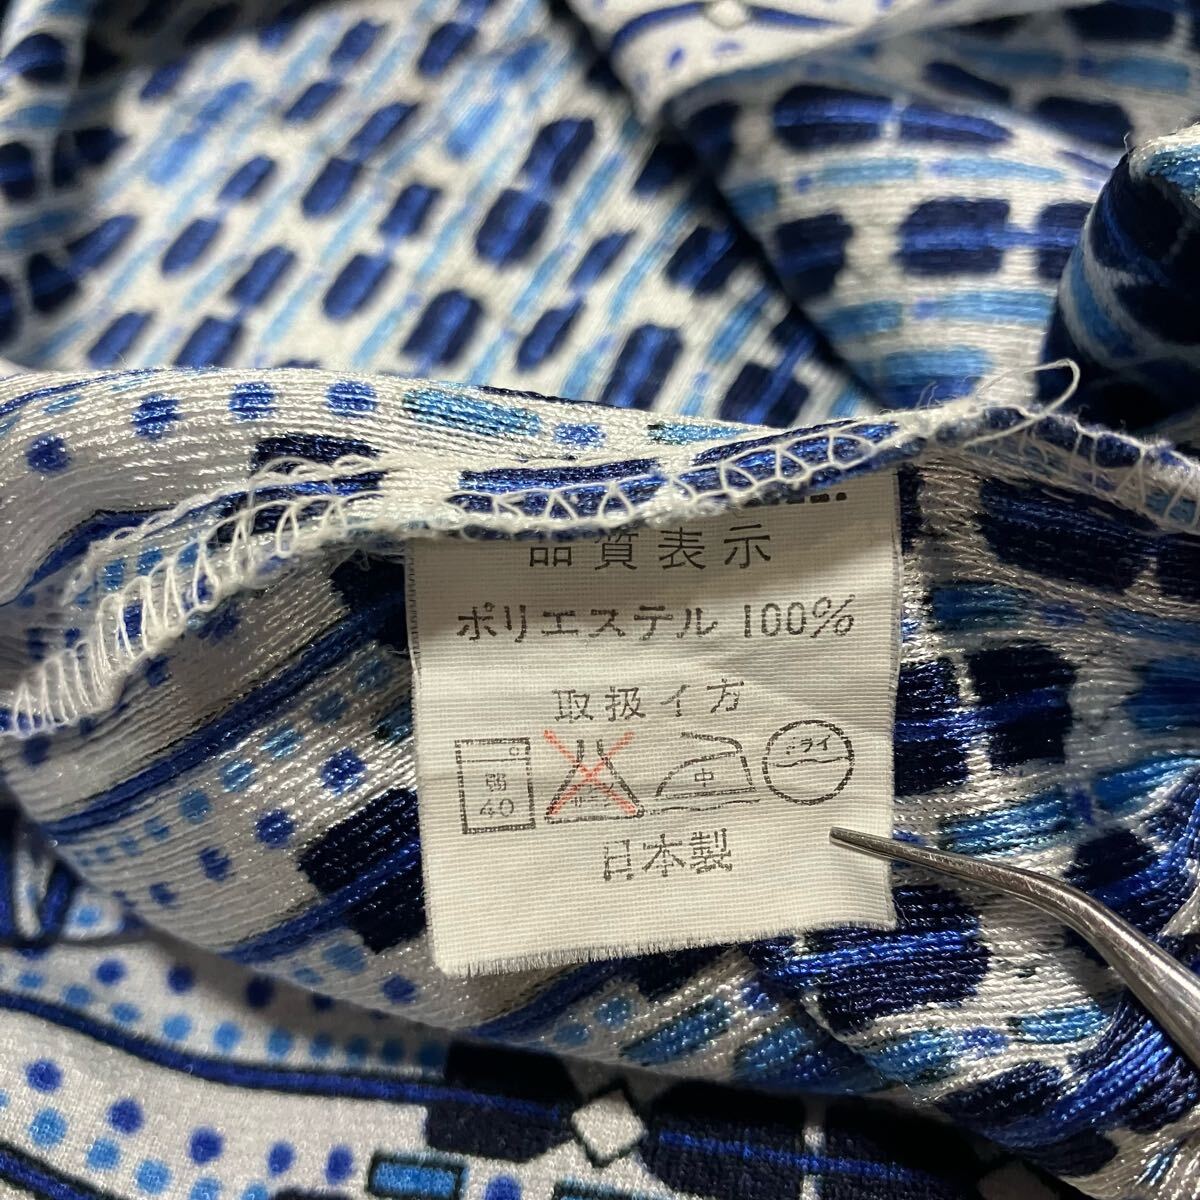 品質表示
ポリエステル 100%
取扱イ方
弱 中 ドライ
40
日本製